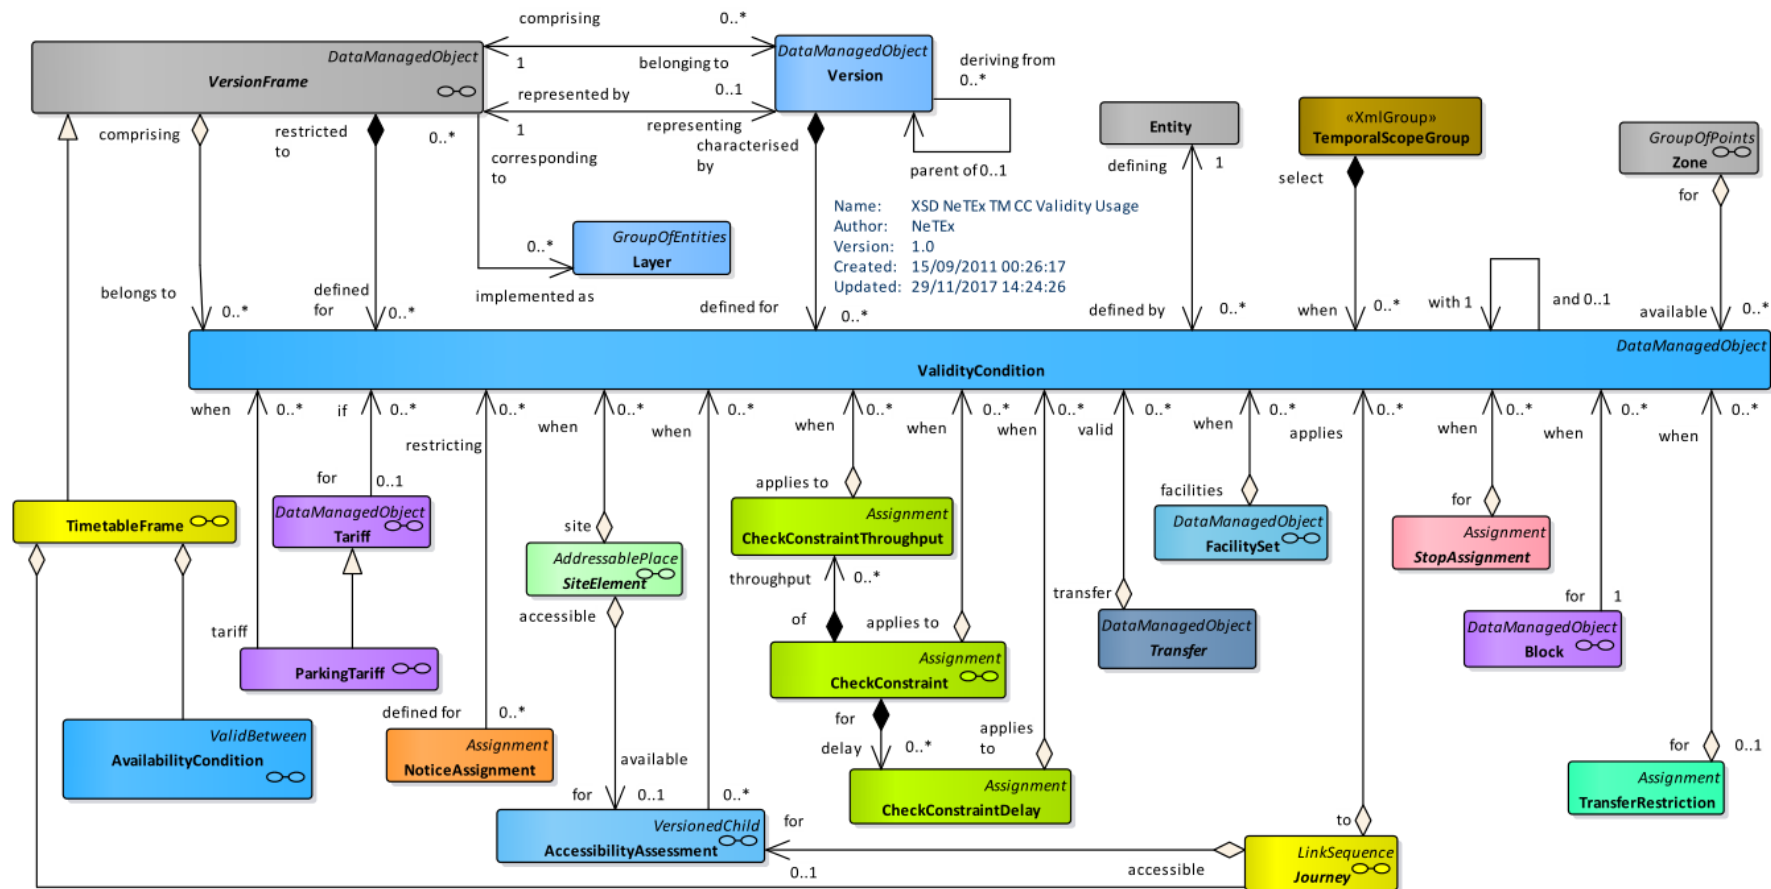 comprising
0..*
DataManagedObject
VersionFrame
1
belonging to
DataManagedObject
Version
deriving from
0..*
represented by
0..1
1
representing
characterised
by
parent of 0..1
comprising
restricted
to
0..*
corresponding
to
Entity
defining
1
«XmlGroup»
TemporalScopeGroup
select
GroupOfPoints
Zone
for
Name: XSD NeTEx TM CC Validity Usage
Author: NeTEx
Version: 1.0
Created: 15/09/2011 00:26:17
Updated: 29/11/2017 14:24:26
GroupOfEntities
Layer
0..*
implemented as
belongs to
0..*
defined
for
0..*
defined for
0..*
defined by
0..*
when
0..*
with 1
and 0..1
available
0..*
DataManagedObject
ValidityCondition
when
0..*
if
0..*
restricting
0..*
when
0..*
when
0..*
when
0..*
when
0..*
when
0..*
valid
0..*
when
0..*
applies
0..*
when
0..*
when
0..*
when
0..*
for
0..1
TimetableFrame
DataManagedObject
Tariff
site
AddressablePlace
SiteElement
accessible
applies to
Assignment
CheckConstraintThroughput
throughput
0..*
of
applies to
facilities
DataManagedObject
FacilitySet
for
Assignment
StopAssignment
transfer
DataManagedObject
Transfer
for
1
DataManagedObject
Block
tariff
ParkingTariff
Assignment
CheckConstraint
for
delay
0..*
applies
to
defined for
0..*
ValidBetween
AvailabilityCondition
Assignment
NoticeAssignment
available
for
0..1
0..*
Assignment
CheckConstraintDelay
for
0..1
Assignment
TransferRestriction
VersionedChild
AccessibilityAssessment
for
0..1
accessible
to
LinkSequence
Journey